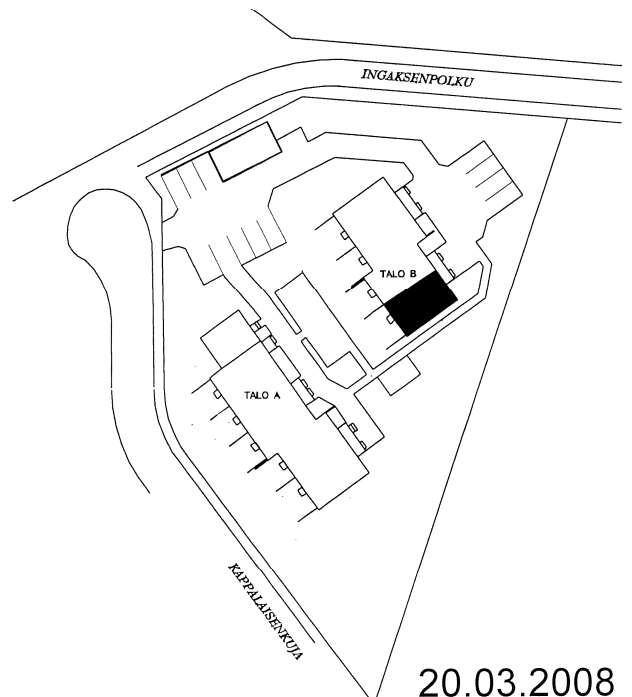 INGAKSENPOLKU
TALO B
TALO A
KAPPALAISENKUJA
20.03.2008